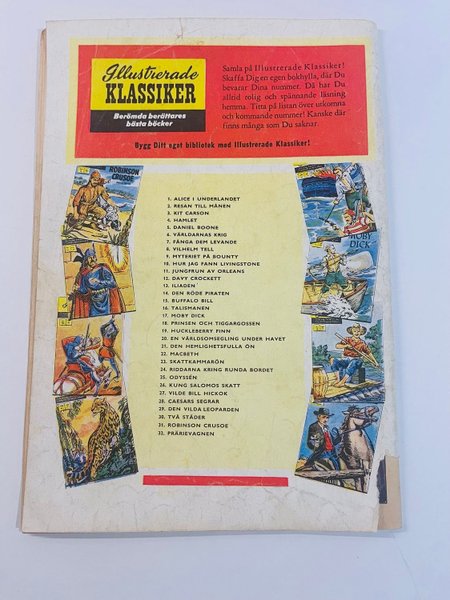 Illustrerade
KLASSIKER
Berömda berättares
bästa böcker
Samla på Illustrerade Klassiker!
Skaffa Dig en egen bokhylla, där Du
bevarar Dina nummer. Då har Du
alltid rolig och spännande läsning
hemma. Titta på listan över utkomna
och kommande nummer! Kanske där
finns många som Du saknar.
Bygg Ditt eget bibliotek med Illustrerade Klassiker!
ROBINSON
CRUSOE
MOBY
DICK
1. ALICE I UNDERLANDET
2. RESAN TILL MÅNEN
3. KIT CARSON
4. HAMLET
5. DANIEL BOONE
6. VÄRLDARNAS KRIG
7. FÅNGA DEM LEVANDE
8. VILHELM TELL
9. MYTERIET PÅ BOUNTY
10. HUR JAG FANN LIVINGSTONE
11. JUNGFRUN AV ORLEANS
12. DAVY CROCKETT
13. ILIADEN
14. DEN RÖDE PIRATEN
15. BUFFALO BILL
16. TALISMANEN
17. MOBY DICK
18. PRINSEN OCH TIGGARGOSSEN
19. HUCKLEBERRY FINN
20. EN VÄRLDSOMSEGLING UNDER HAVET
21. DEN HEMLIGHETSFULLA ÖN
22. MACBETH
23. SKATTKAMMARÖN
24. RIDDARNA KRING RUNDA BORDET
25. ODYSSÉN
26. KUNG SALOMOS SKATT
27. VILDE BILL HICKOK
28. CAESARS SEGRAR
29. DEN VILDA LEOPARDEN
30. TVÅ STÄDER
31. ROBINSON CRUSOE
32. PRÄRIEVAGNEN